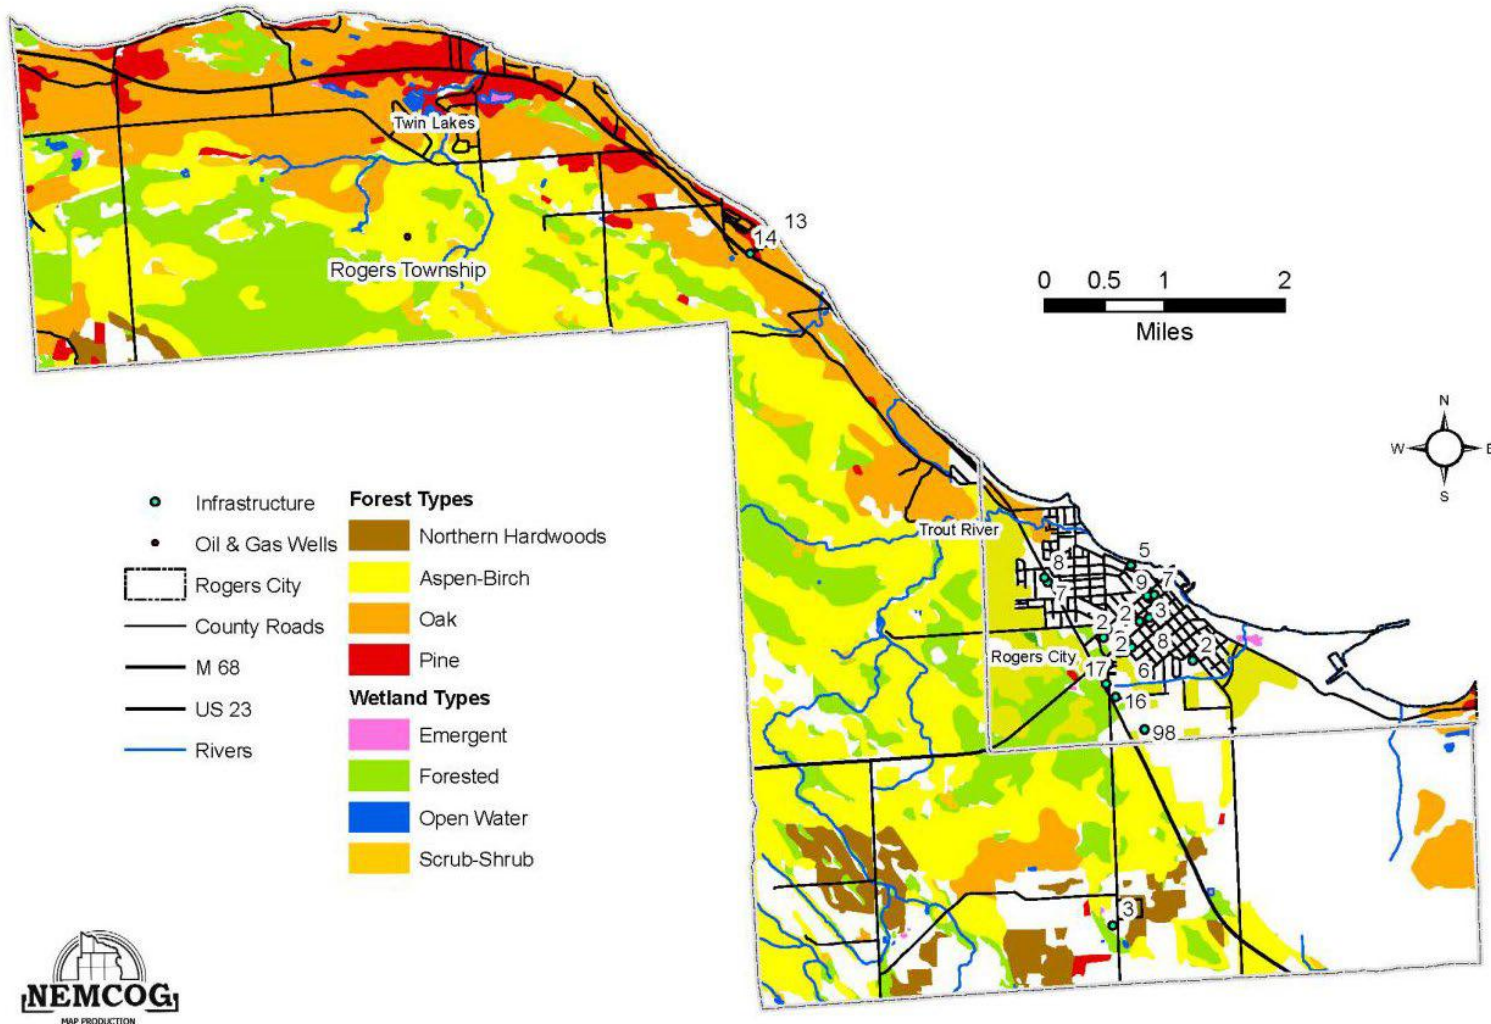 Twin Lakes
13
14
Rogers Township
0 0.5 1 2
Miles
N
W E
S
Infrastructure
Oil & Gas Wells
Rogers City
County Roads
M 68
US 23
Rivers
Forest Types
Northern Hardwoods
Aspen-Birch
Oak
Pine
Wetland Types
Emergent
Forested
Open Water
Scrub-Shrub
Trout River
5
8
7
9
7
2
3
2
8
2
Rogers City
17
6
16
98
3
NEMCOG
MAP PRODUCTION